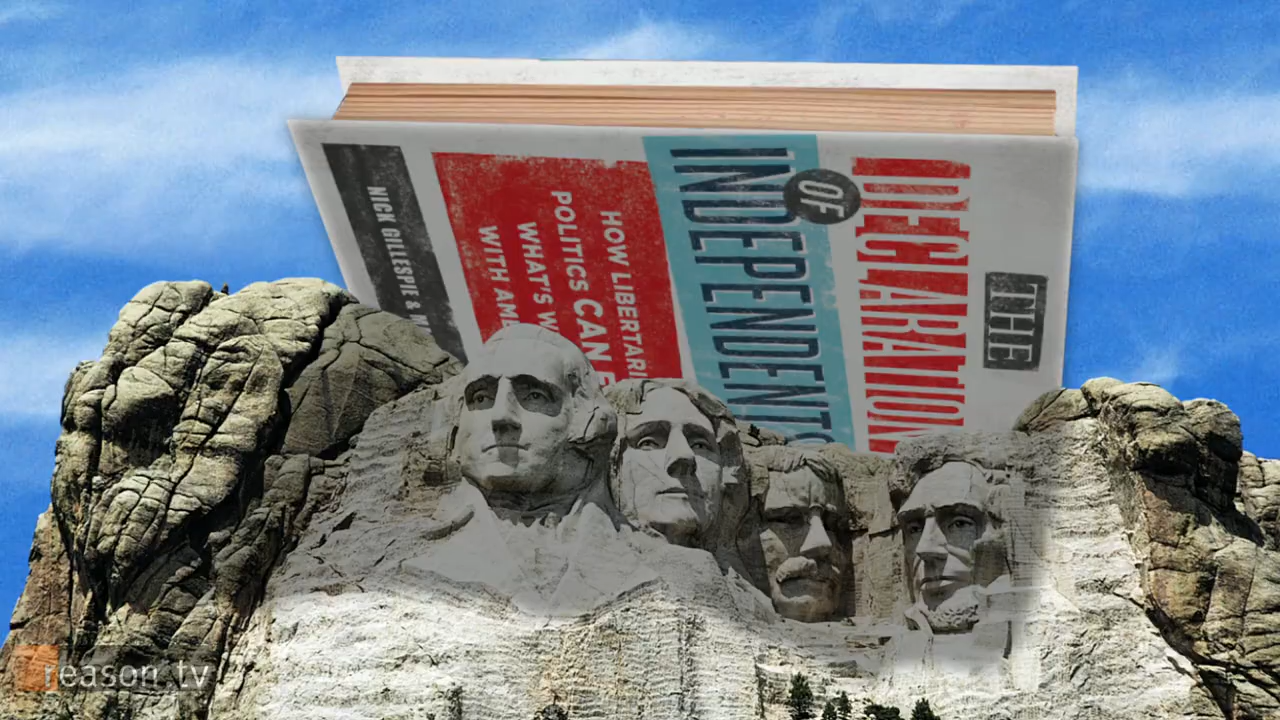 THE
DECLARATION
OF
INDEPENDENTS
HOW LIBERTARI
POLITICS CAN F
WHAT'S W
WITH AM
NICK GILLESPIE & M
reason tv